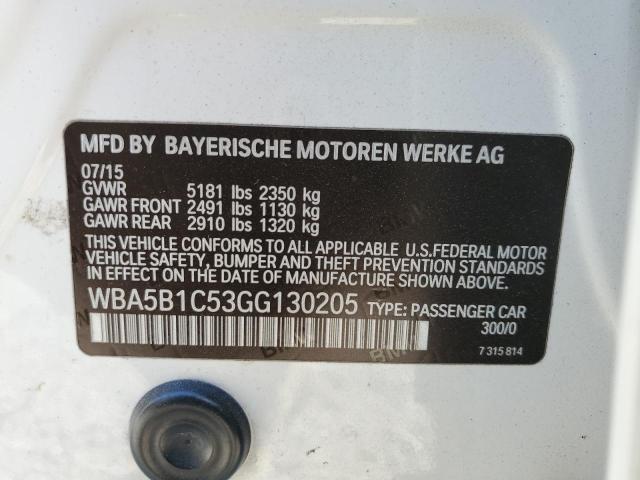 MFD BY BAYERISCHE MOTOREN WERKE AG
07/15
GVWR 5181 lbs 2350 kg
GAWR FRONT 2491 lbs 1130 kg
GAWR REAR 2910 lbs 1320 kg
THIS VEHICLE CONFORMS TO ALL APPLICABLE U.S.FEDERAL MOTOR
VEHICLE SAFETY, BUMPER AND THEFT PREVENTION STANDARDS
IN EFFECT ON THE DATE OF MANUFACTURE SHOWN ABOVE.
WBA5B1C53GG130205 TYPE: PASSENGER CAR
300/0
7 315 814